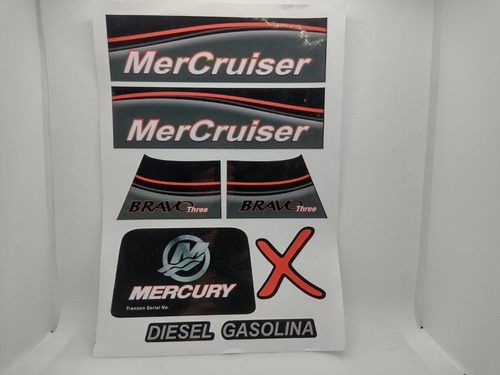 MerCruiser
MerCruiser
BRAVO Three
BRAVO Three
MERCURY
Transom Serial No.
X
DIESEL GASOLINA